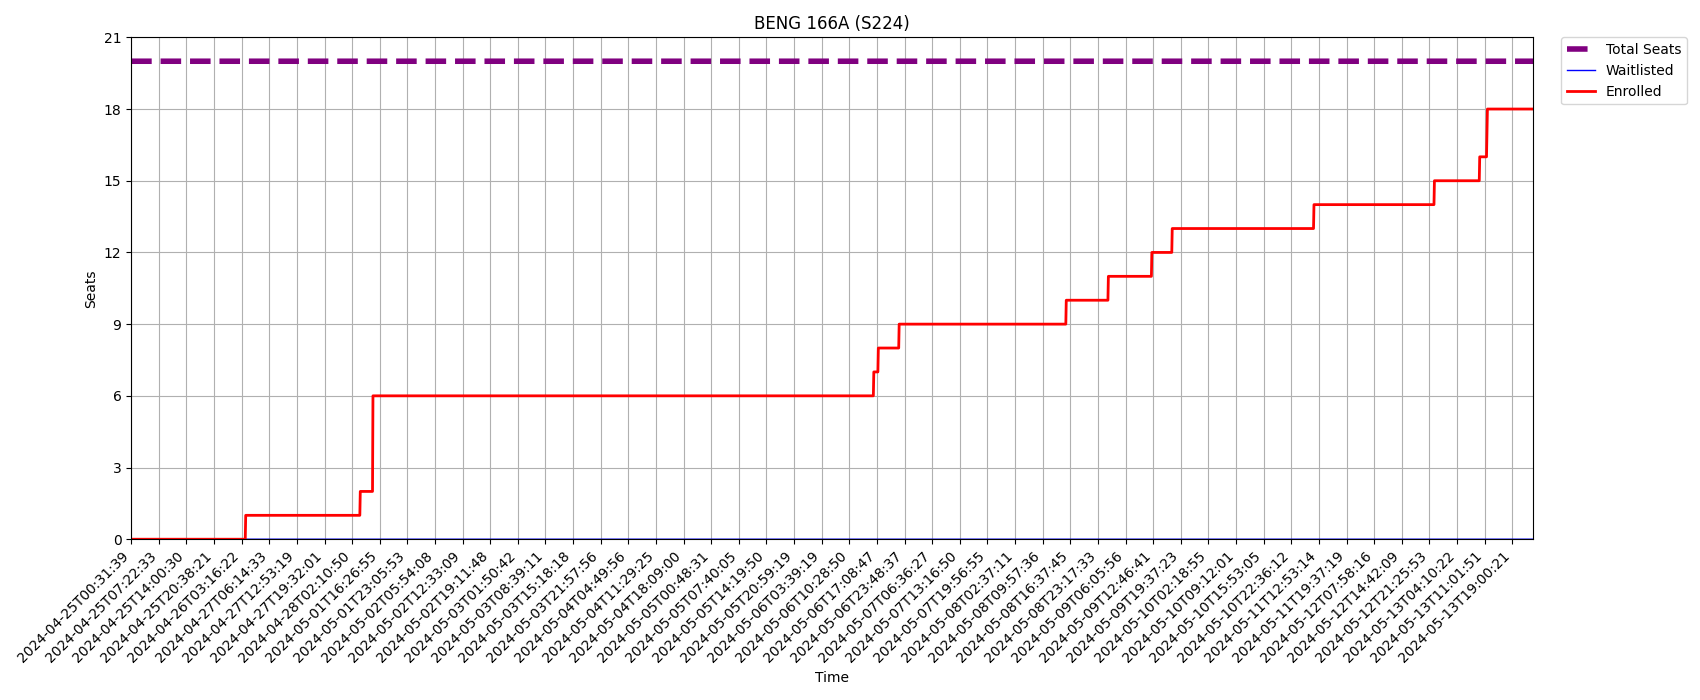 BENG 166A (S224)
Total Seats
Waitlisted
Enrolled
21
18
15
12
9
6
3
0
Seats
2024-04-25T00:31:39
2024-04-25T07:22:33
2024-04-25T14:00:30
2024-04-25T20:38:21
2024-04-26T03:16:22
2024-04-27T06:14:33
2024-04-27T12:53:19
2024-04-27T19:32:01
2024-04-28T02:10:50
2024-05-01T16:26:55
2024-05-01T23:05:53
2024-05-02T05:54:08
2024-05-02T12:33:09
2024-05-02T19:11:48
2024-05-03T01:50:42
2024-05-03T08:39:11
2024-05-03T15:18:18
2024-05-03T21:57:56
2024-05-04T04:49:56
2024-05-04T11:29:25
2024-05-04T18:09:00
2024-05-05T00:48:31
2024-05-05T07:40:05
2024-05-05T14:19:50
2024-05-05T20:59:19
2024-05-06T03:39:19
2024-05-06T10:28:50
2024-05-06T17:08:47
2024-05-06T23:48:37
2024-05-07T06:36:27
2024-05-07T13:16:50
2024-05-07T19:56:55
2024-05-08T02:37:11
2024-05-08T09:57:36
2024-05-08T16:37:45
2024-05-08T23:17:33
2024-05-09T06:05:56
2024-05-09T12:46:41
2024-05-09T19:37:23
2024-05-10T02:18:55
2024-05-10T09:12:01
2024-05-10T15:53:05
2024-05-10T22:36:12
2024-05-11T12:53:14
2024-05-11T19:37:19
2024-05-12T07:58:16
2024-05-12T14:42:09
2024-05-12T21:25:53
2024-05-13T04:10:22
2024-05-13T11:01:51
2024-05-13T19:00:21
Time